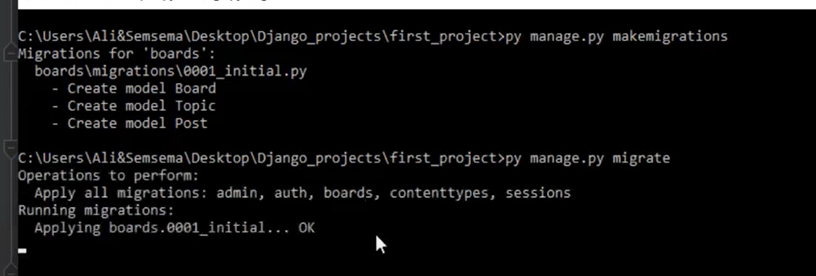 C:\Users\Ali&Semsema\Desktop\Django_projects\first_project>py manage.py makemigrations
Migrations for 'boards':
  boards\migrations\0001_initial.py
    - Create model Board
    - Create model Topic
    - Create model Post
C:\Users\Ali&Semsema\Desktop\Django_projects\first_project>py manage.py migrate
Operations to perform:
  Apply all migrations: admin, auth, boards, contenttypes, sessions
Running migrations:
  Applying boards.0001_initial... OK